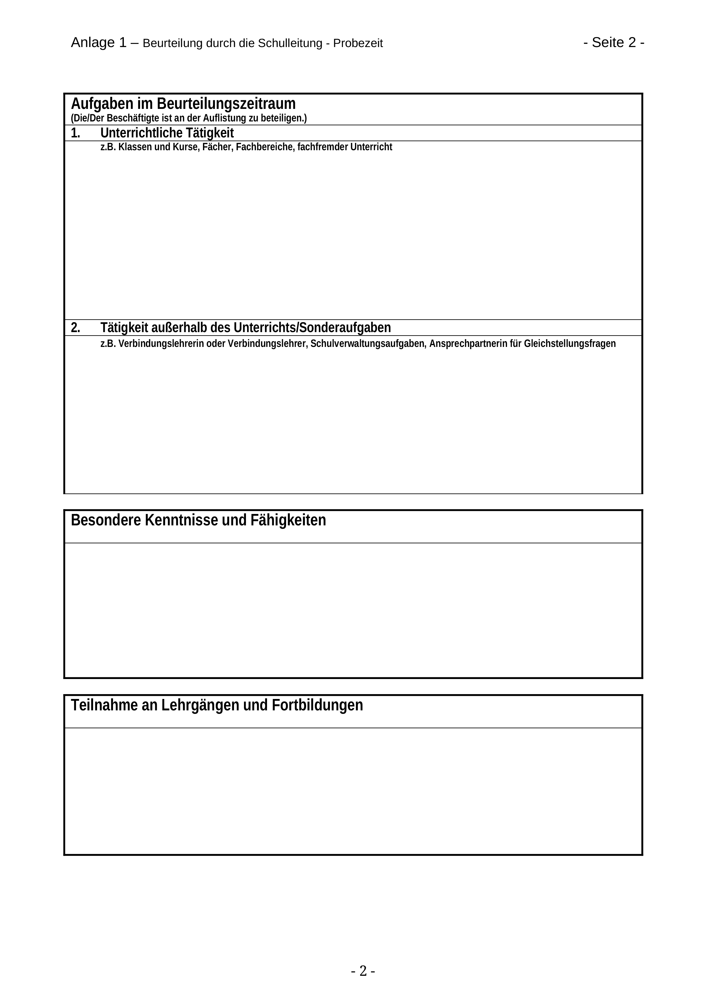 Anlage 1 – Beurteilung durch die Schulleitung - Probezeit - Seite 2 -
Aufgaben im Beurteilungszeitraum
(Die/Der Beschäftigte ist an der Auflistung zu beteiligen.)
1. Unterrichtliche Tätigkeit
z.B. Klassen und Kurse, Fächer, Fachbereiche, fachfremder Unterricht
2. Tätigkeit außerhalb des Unterrichts/Sonderaufgaben
z.B. Verbindungslehrerin oder Verbindungslehrer, Schulverwaltungsaufgaben, Ansprechpartnerin für Gleichstellungsfragen
Besondere Kenntnisse und Fähigkeiten
Teilnahme an Lehrgängen und Fortbildungen
- 2 -